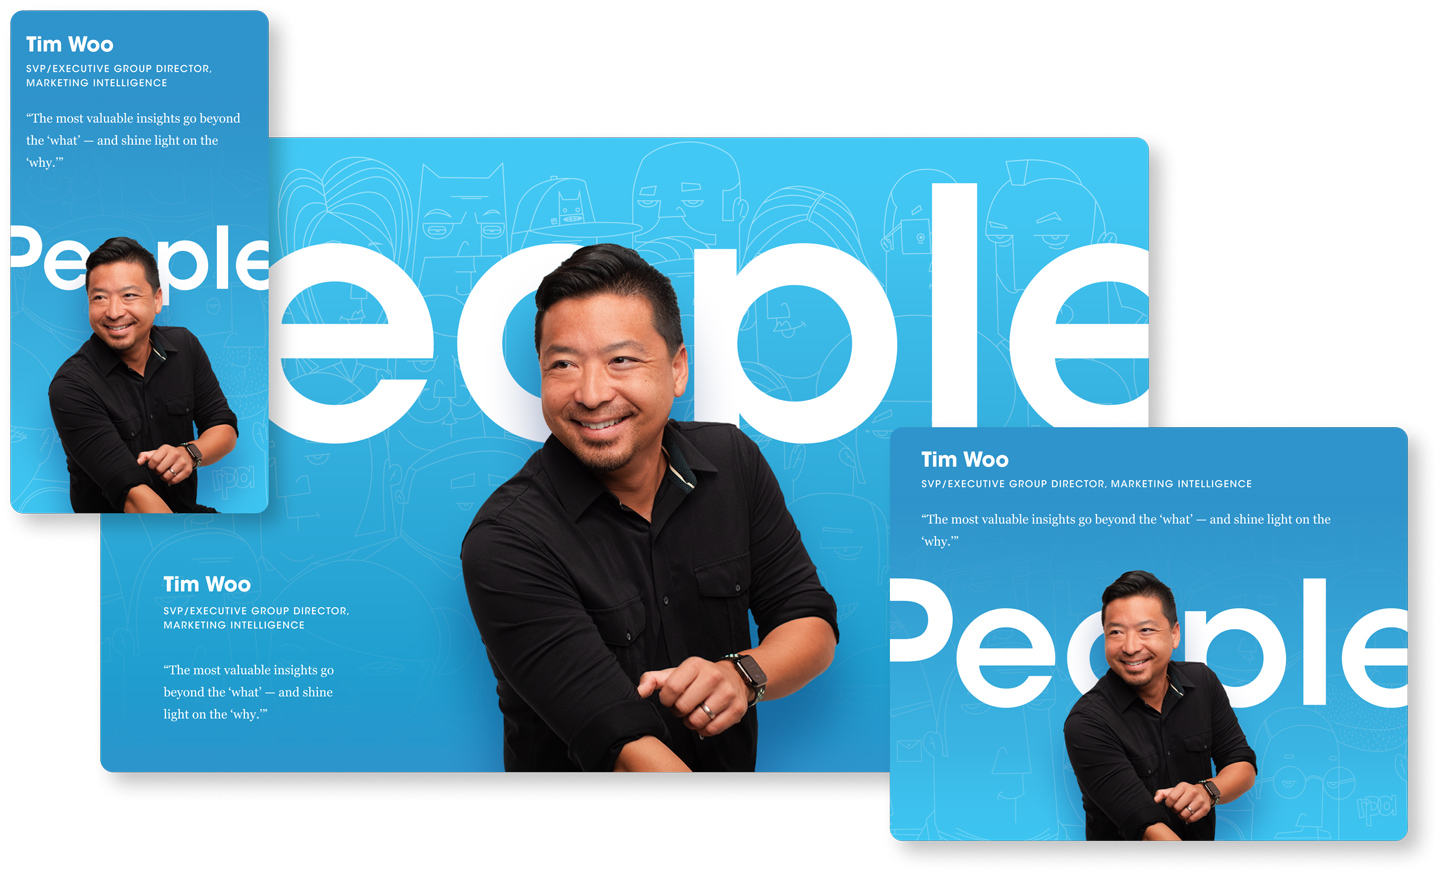 Tim Woo
SVP/EXECUTIVE GROUP DIRECTOR,
MARKETING INTELLIGENCE
“The most valuable insights go beyond
the ‘what’ — and shine light on the
‘why.’”
People
eople
Tim Woo
SVP/EXECUTIVE GROUP DIRECTOR,
MARKETING INTELLIGENCE
“The most valuable insights go
beyond the ‘what’ — and shine
light on the ‘why.’”
Tim Woo
SVP/EXECUTIVE GROUP DIRECTOR, MARKETING INTELLIGENCE
“The most valuable insights go beyond the ‘what’ — and shine light on the
‘why.’”
People
rpa
rpa